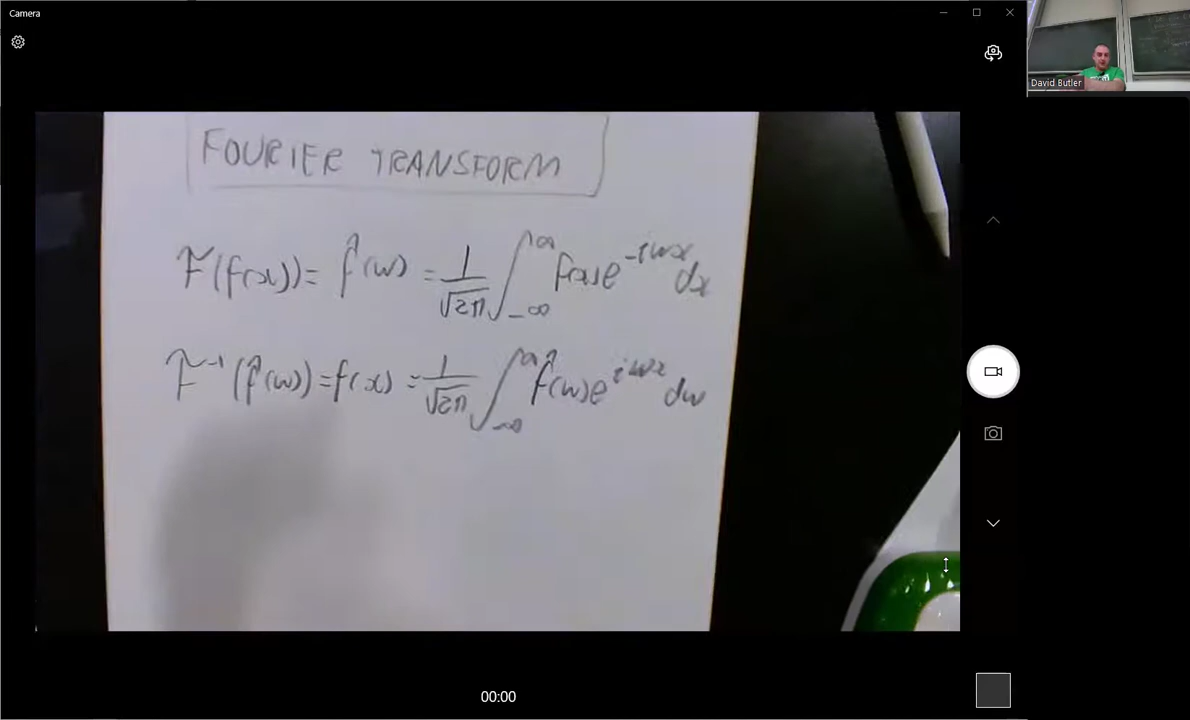 Camera
David Butler
FOURIER TRANSFORM
F(f(x)) = f̂(w) = 1/√2π ∫_-∞^∞ f(x)e^-iwx dx
F^-1(f̂(w)) = f(x) = 1/√2π ∫_-∞^∞ f̂(w)e^iwx dw
00:00